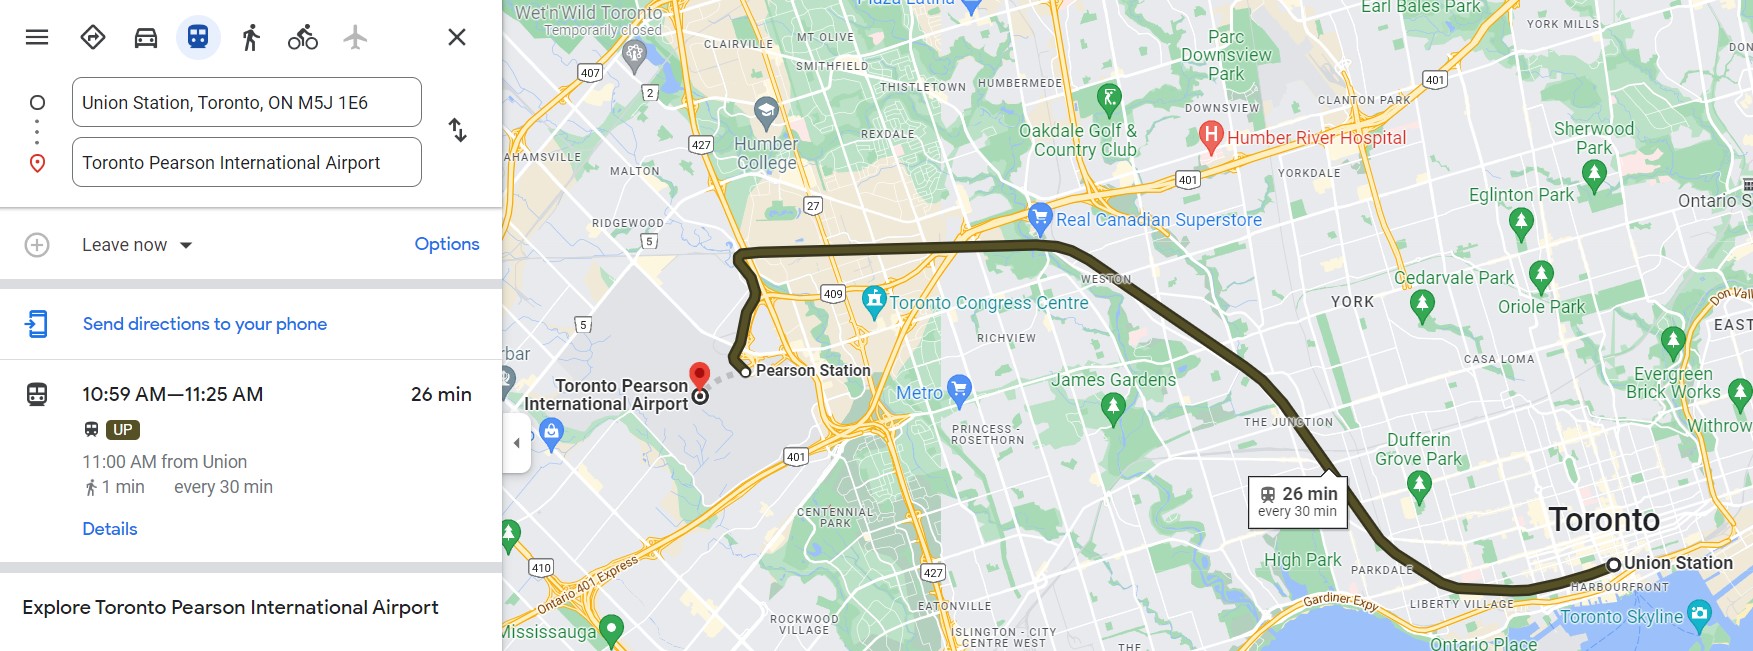 Union Station, Toronto, ON M5J 1E6
Toronto Pearson International Airport
Leave now
Options
Send directions to your phone
10:59 AM—11:25 AM
26 min
UP
11:00 AM from Union
1 min
every 30 min
Details
Explore Toronto Pearson International Airport
Wet'n'Wild Toronto
Temporarily closed
CLAIRVILLE
MT OLIVE
SMITHFIELD
THISTLETOWN
HUMBERMEDE
Parc
Downsview
Park
Earl Bales Park
YORK MILLS
407
2
401
CLANTON PARK
DOWNSVIEW
Oakdale Golf &
Country Club
Humber River Hospital
Sherwood
Park
REXDALE
427
Humber
College
MALTON
401
YORKDALE
Eglinton Park
27
RIDGEWOOD
5
Real Canadian Superstore
WESTON
Cedarvale Park
YORK
Oriole Park
409
Toronto Congress Centre
5
RICHVIEW
CASA LOMA
Pearson Station
Toronto Pearson
International Airport
Metro
James Gardens
Evergreen
Brick Works
PRINCESS -
ROSETHORN
THE JUNCTION
Dufferin
Grove Park
401
26 min
every 30 min
CENTENNIAL
PARK
Toronto
High Park
PARKDALE
Union Station
HARBOURFRONT
410
Ontario 401 Express
427
Gardiner Expy
LIBERTY VILLAGE
EATONVILLE
ROCKWOOD
VILLAGE
ISLINGTON - CITY
CENTRE WEST
Toronto Skyline
Mississauga
Ontario Place
THE